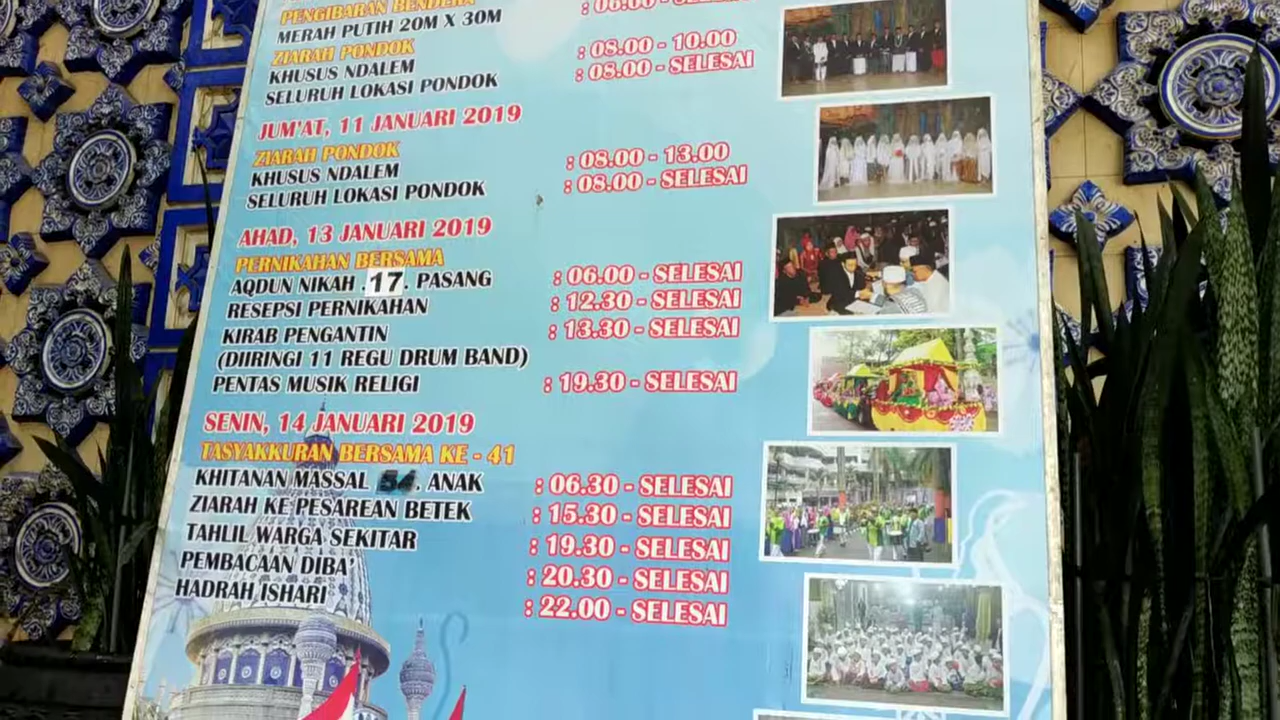 PENGIBARAN BENDERA
MERAH PUTIH 20M X 30M : 06.00 - SELESAI
ZIARAH PONDOK
KHUSUS NDALEM : 08.00 - 10.00
SELURUH LOKASI PONDOK : 08.00 - SELESAI
JUM'AT, 11 JANUARI 2019
ZIARAH PONDOK
KHUSUS NDALEM : 08.00 - 13.00
SELURUH LOKASI PONDOK : 08.00 - SELESAI
AHAD, 13 JANUARI 2019
PERNIKAHAN BERSAMA
AQDUN NIKAH .17. PASANG : 06.00 - SELESAI
RESEPSI PERNIKAHAN : 12.30 - SELESAI
KIRAB PENGANTIN : 13.30 - SELESAI
(DIIRINGI 11 REGU DRUM BAND)
PENTAS MUSIK RELIGI : 19.30 - SELESAI
SENIN, 14 JANUARI 2019
TASYAKKURAN BERSAMA KE - 41
KHITANAN MASSAL 54. ANAK : 06.30 - SELESAI
ZIARAH KE PESAREAN BETEK : 15.30 - SELESAI
TAHLIL WARGA SEKITAR : 19.30 - SELESAI
PEMBACAAN DIBA' : 20.30 - SELESAI
HADRAH ISHARI : 22.00 - SELESAI